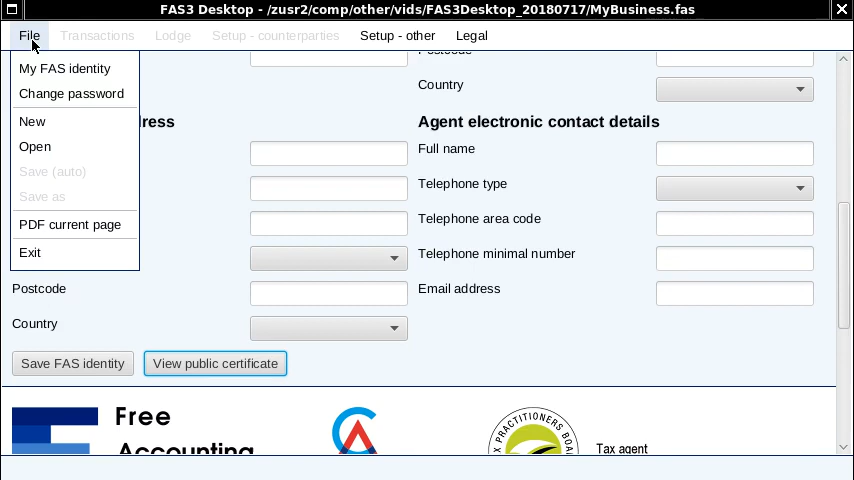 FAS3 Desktop - /zusr2/comp/other/vids/FAS3Desktop_20180717/MyBusiness.fas
File Transactions Lodge Setup - counterparties Setup - other Legal
My FAS identity
Change password
New
Open
Save (auto)
Save as
PDF current page
Exit
Country
Agent electronic contact details
Full name
Telephone type
Telephone area code
Telephone minimal number
Postcode Email address
Country
Save FAS identity View public certificate
Free
Accounting
PRACTITIONERS
Tax agent